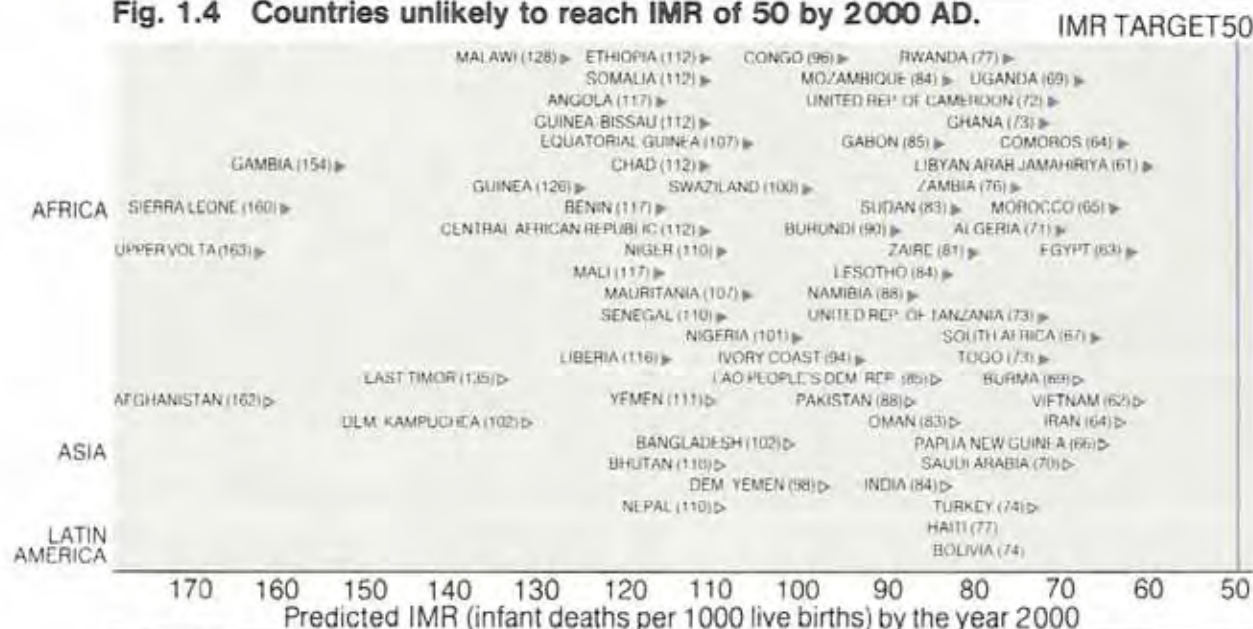 Fig. 1.4 Countries unlikely to reach IMR of 50 by 2000 AD.
IMR TARGET50
MALAWI (128) ETHIOPIA (112) CONGO (96) RWANDA (77)
SOMALIA (112) MOZAMBIQUE (84) UGANDA (69)
ANGOLA (117) UNITED REP. OF CAMEROON (72)
GUINEA-BISSAU (112) GHANA (73)
EQUATORIAL GUINEA (107) GABON (85) COMOROS (64)
GAMBIA (154) CHAD (112) LIBYAN ARAB JAMAHIRIYA (61)
GUINEA (126) SWAZILAND (100) ZAMBIA (76)
AFRICA SIERRA LEONE (160) BENIN (117) SUDAN (83) MOROCCO (65)
CENTRAL AFRICAN REPUBLIC (112) BURUNDI (90) ALGERIA (71)
UPPER VOLTA (163) NIGER (110) ZAIRE (81) EGYPT (63)
MALI (117) LESOTHO (84)
MAURITANIA (107) NAMIBIA (88)
SENEGAL (110) UNITED REP. OF TANZANIA (73)
NIGERIA (101) SOUTH AFRICA (67)
LIBERIA (116) IVORY COAST (94) TOGO (73)
EAST TIMOR (135) LAO PEOPLE'S DEM. REP. (85) BURMA (69)
AFGHANISTAN (162) YEMEN (111) PAKISTAN (88) VIETNAM (62)
DEM. KAMPUCHEA (102) OMAN (83) IRAN (64)
ASIA BANGLADESH (102) PAPUA NEW GUINEA (66)
BHUTAN (110) SAUDI ARABIA (70)
DEM. YEMEN (98) INDIA (84)
NEPAL (110) TURKEY (74)
LATIN AMERICA HAITI (77)
BOLIVIA (74)
170 160 150 140 130 120 110 100 90 80 70 60 50
Predicted IMR (infant deaths per 1000 live births) by the year 2000